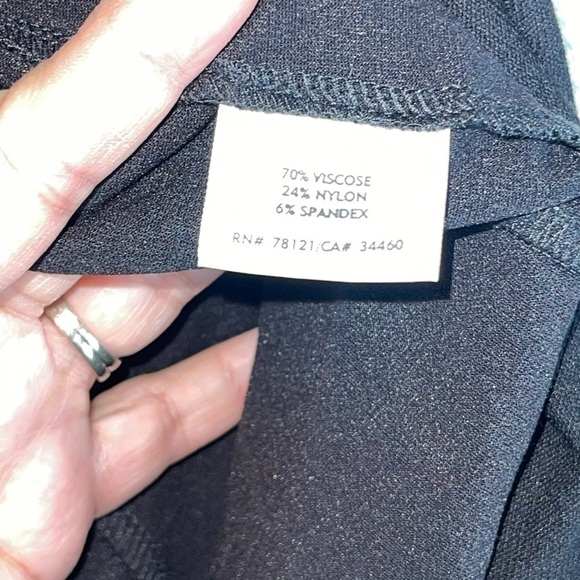 70% VISCOSE
24% NYLON
6% SPANDEX
RN# 78121/CA# 34460